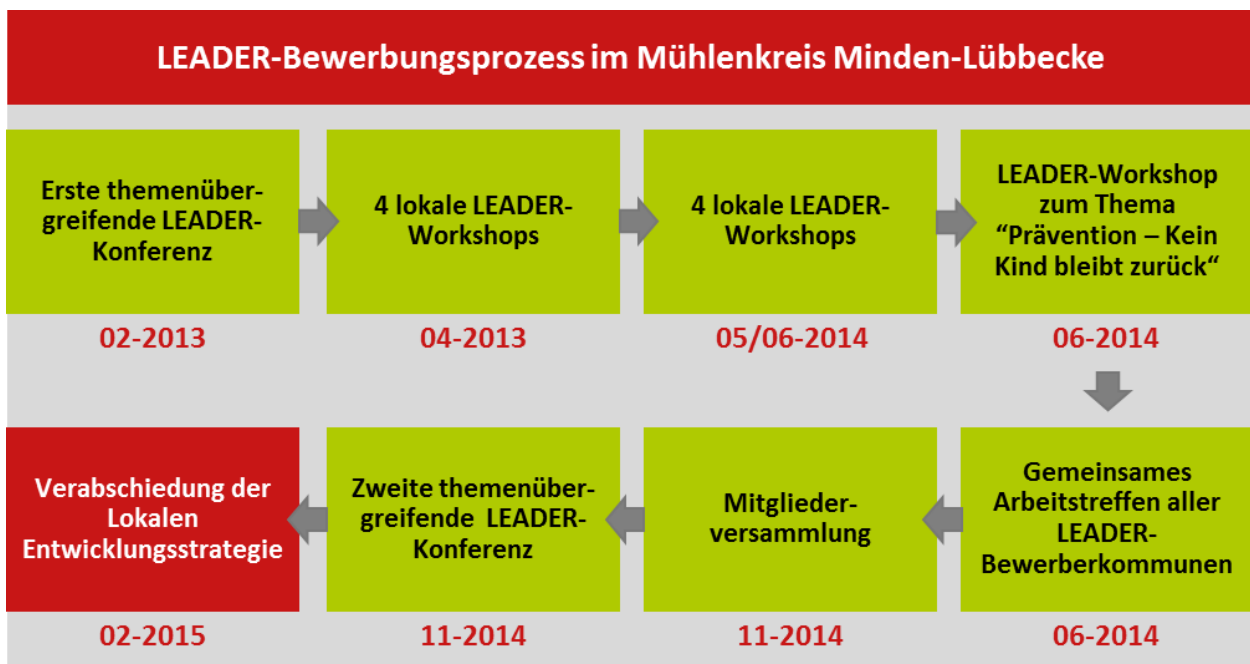 LEADER-Bewerbungsprozess im Mühlenkreis Minden-Lübbecke
Erste themenüber-
greifende LEADER-
Konferenz
02-2013
4 lokale LEADER-
Workshops
04-2013
4 lokale LEADER-
Workshops
05/06-2014
LEADER-Workshop
zum Thema
“Prävention – Kein
Kind bleibt zurück“
06-2014
Gemeinsames
Arbeitstreffen aller
LEADER-
Bewerberkommunen
06-2014
Mitglieder-
versammlung
11-2014
Zweite themenüber-
greifende LEADER-
Konferenz
11-2014
Verabschiedung der
Lokalen
Entwicklungsstrategie
02-2015